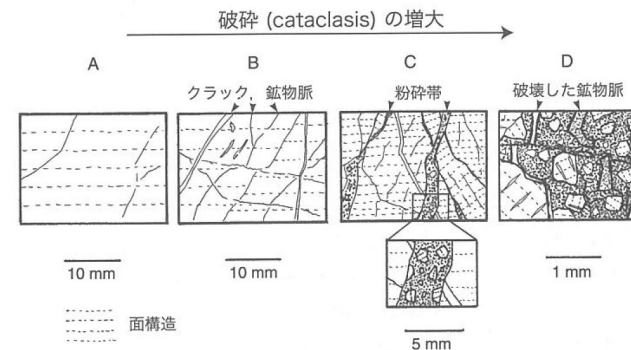 破砕 (cataclasis) の増大
A
B
C
D
クラック, 鉱物脈
粉砕帯
破壊した鉱物脈
10 mm
10 mm
1 mm
面構造
5 mm